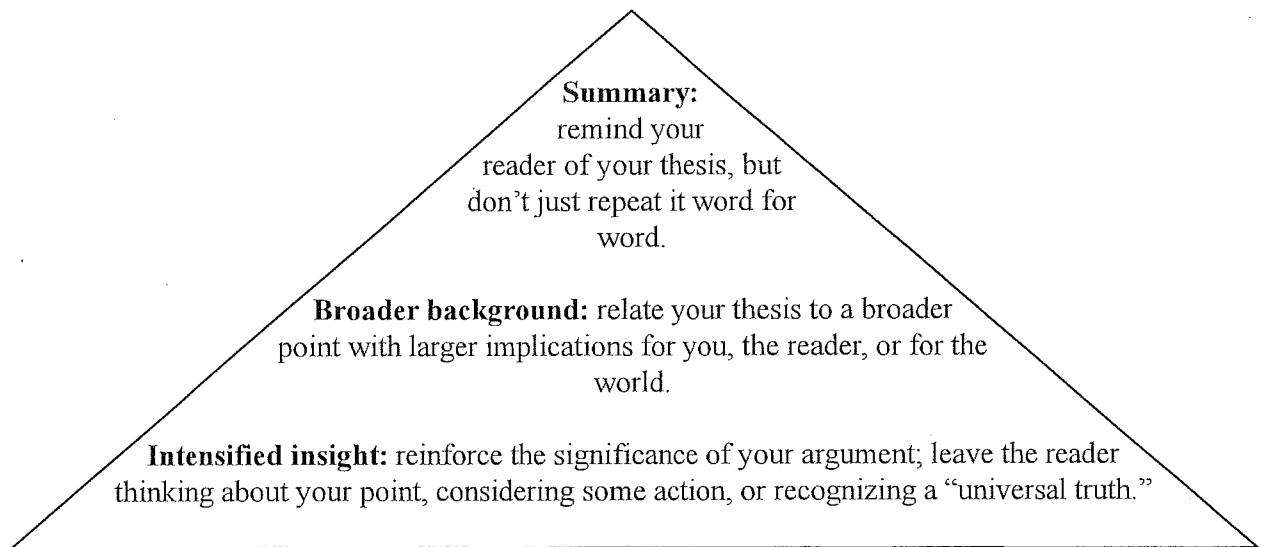 Summary:
remind your
reader of your thesis, but
don't just repeat it word for
word.
Broader background: relate your thesis to a broader
point with larger implications for you, the reader, or for the
world.
Intensified insight: reinforce the significance of your argument; leave the reader
thinking about your point, considering some action, or recognizing a “universal truth.”